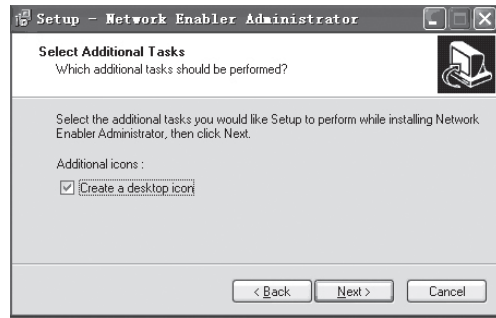 Setup - Network Enabler Administrator
Select Additional Tasks
Which additional tasks should be performed?
Select the additional tasks you would like Setup to perform while installing Network
Enabler Administrator, then click Next.
Additional icons :
Create a desktop icon
< Back Next > Cancel